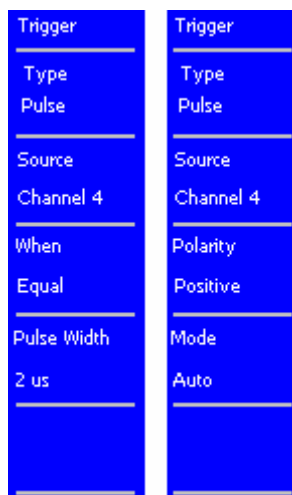 Trigger
Type
Pulse
Source
Channel 4
When
Equal
Pulse Width
2 us
Trigger
Type
Pulse
Source
Channel 4
Polarity
Positive
Mode
Auto